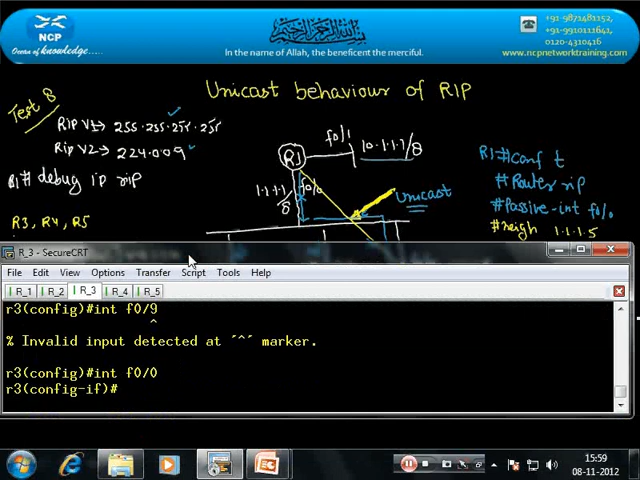 NCP
Ocean of knowledge...
In the name of Allah, the beneficent the merciful.
+91-9871481152,
+91-9910111641,
0120-4310416
www.ncpnetworktraining.com
Unicast behaviour of RIP
Test 8
RIP V1→ 255.255.255.255
Rip V2→ 224.0.0.9
R1# debug ip rip
R3, R4, R5
R1
f0/1
10.1.1.1/8
1.1.1.1
/8
f0/0
Unicast
R1#Conf t
#Router rip
#Passive-int f0/0
#neigh 1.1.1.5
R_3 - SecureCRT
File Edit View Options Transfer Script Tools Help
R_1 R_2 R_3 R_4 R_5
r3(config)#int f0/9
^
% Invalid input detected at '^' marker.
r3(config)#int f0/0
r3(config-if)#
15:59
08-11-2012